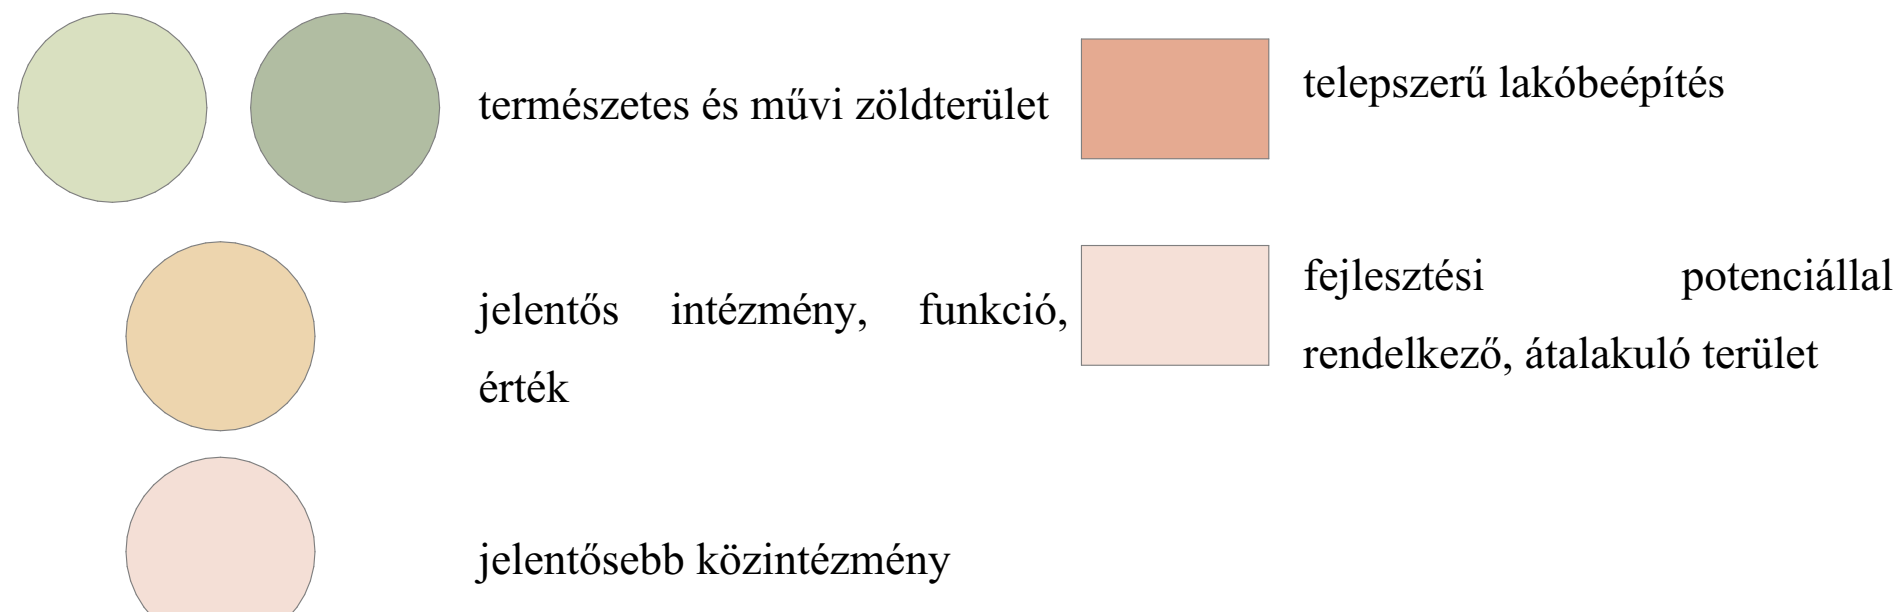 természetes és művi zöldterület
jelentős intézmény, funkció,
érték
jelentősebb közintézmény
telepszerű lakóbeépítés
fejlesztési potenciállal
rendelkező, átalakuló terület